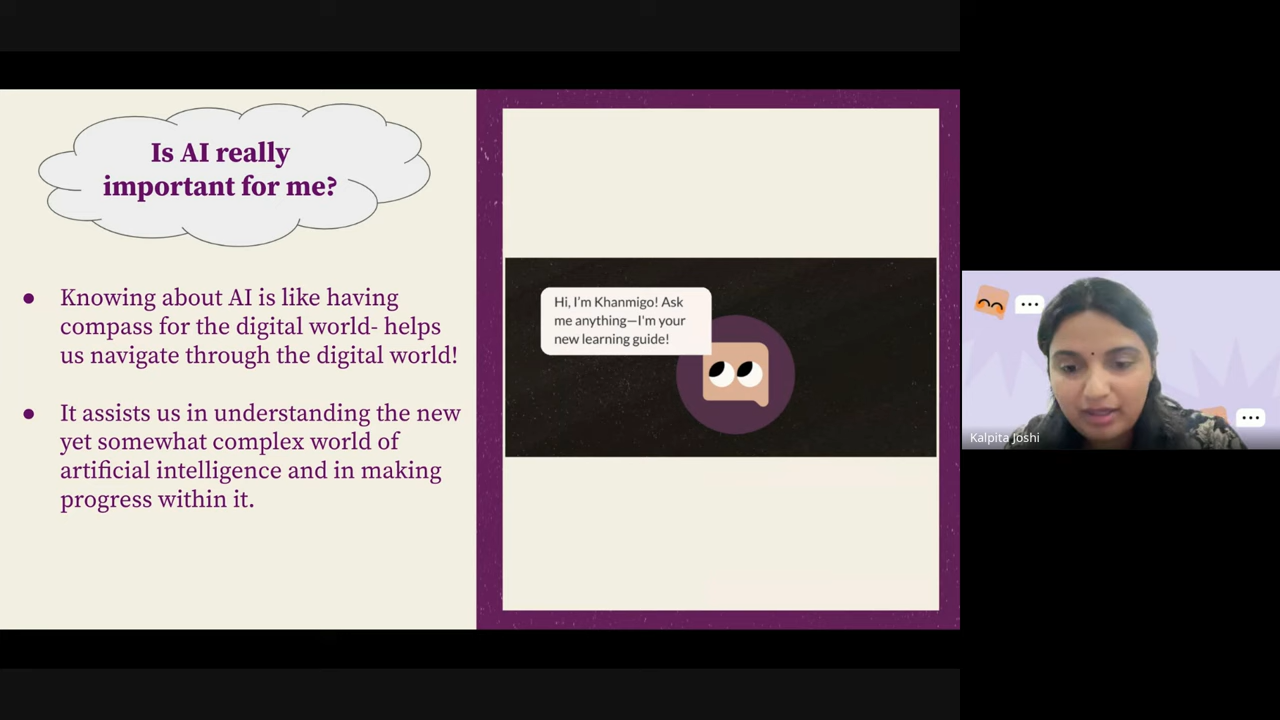 Is AI really
important for me?
● Knowing about AI is like having
compass for the digital world- helps
us navigate through the digital world!
● It assists us in understanding the new
yet somewhat complex world of
artificial intelligence and in making
progress within it.
Hi, I'm Khanmigo! Ask
me anything—I'm your
new learning guide!
Kalpita Joshi